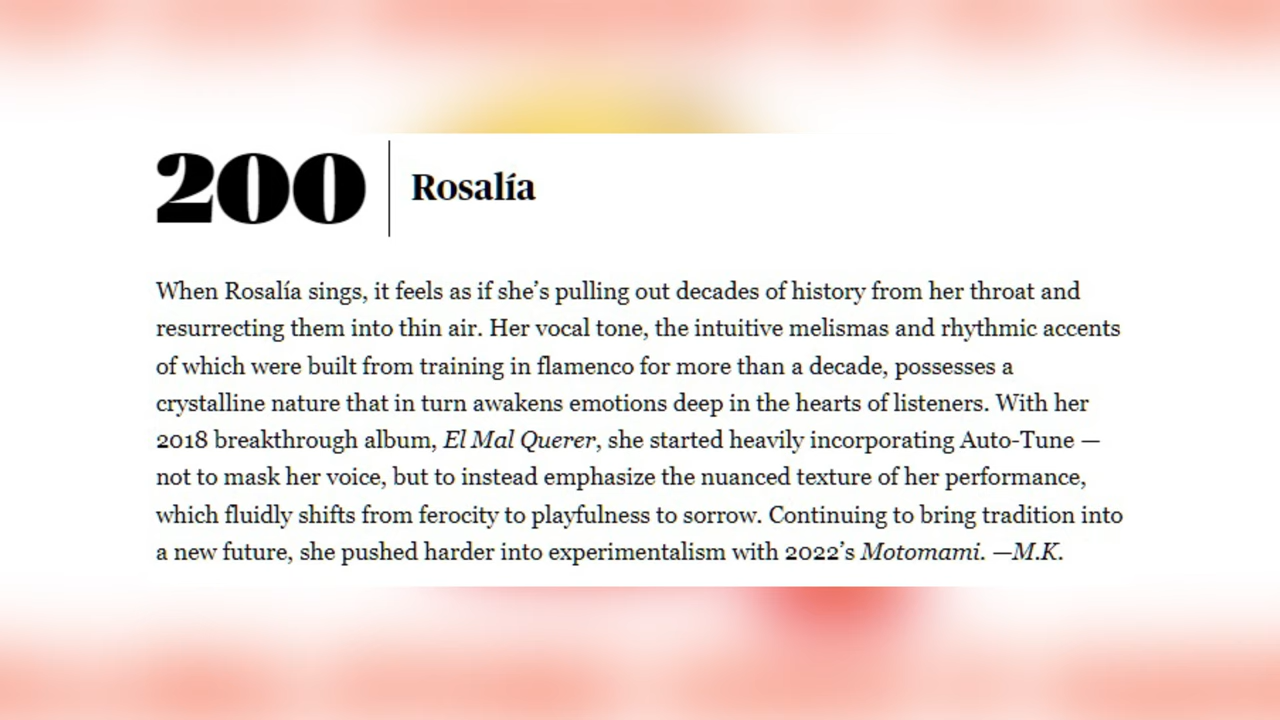 200
Rosalía
When Rosalía sings, it feels as if she’s pulling out decades of history from her throat and
resurrecting them into thin air. Her vocal tone, the intuitive melismas and rhythmic accents
of which were built from training in flamenco for more than a decade, possesses a
crystalline nature that in turn awakens emotions deep in the hearts of listeners. With her
2018 breakthrough album, El Mal Querer, she started heavily incorporating Auto-Tune —
not to mask her voice, but to instead emphasize the nuanced texture of her performance,
which fluidly shifts from ferocity to playfulness to sorrow. Continuing to bring tradition into
a new future, she pushed harder into experimentalism with 2022’s Motomami. —M.K.